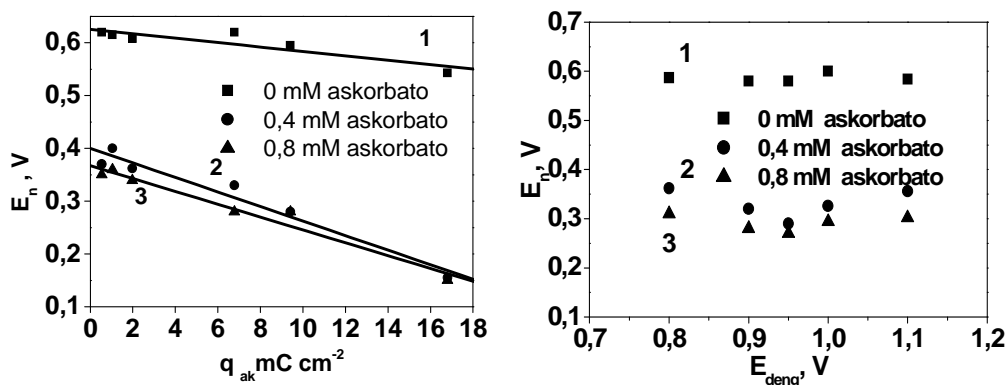 0,6
0,5
0,4
0,3
0,2
0,1
E_n , V
1
0 mM askorbato
0,4 mM askorbato
0,8 mM askorbato
2
3
0 2 4 6 8 10 12 14 16 18
q_ak mC cm^-2
0,7
0,6
0,5
0,4
0,3
0,2
0,1
E_n, V
1
0 mM askorbato
0,4 mM askorbato
0,8 mM askorbato
2
3
0,7 0,8 0,9 1,0 1,1 1,2
E_deng, V